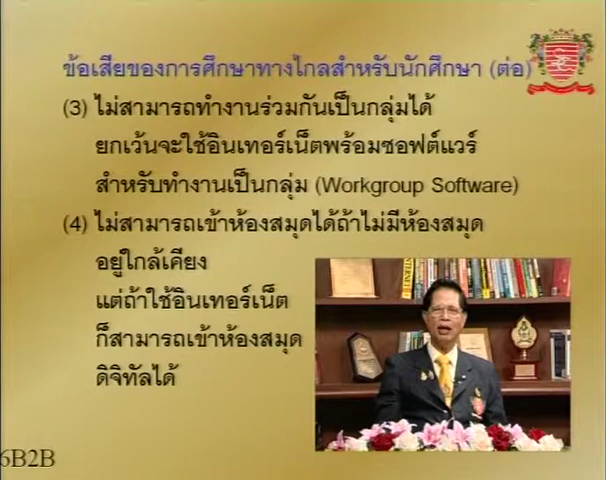 ข้อเสียของการศึกษาทางไกลสำหรับนักศึกษา (ต่อ)
(3) ไม่สามารถทำงานร่วมกันเป็นกลุ่มได้
ยกเว้นจะใช้อินเทอร์เน็ตพร้อมซอฟต์แวร์
สำหรับทำงานเป็นกลุ่ม (Workgroup Software)
(4) ไม่สามารถเข้าห้องสมุดได้ถ้าไม่มีห้องสมุด
อยู่ใกล้เคียง
แต่ถ้าใช้อินเทอร์เน็ต
ก็สามารถเข้าห้องสมุด
ดิจิทัลได้
INTERNET
6B2B